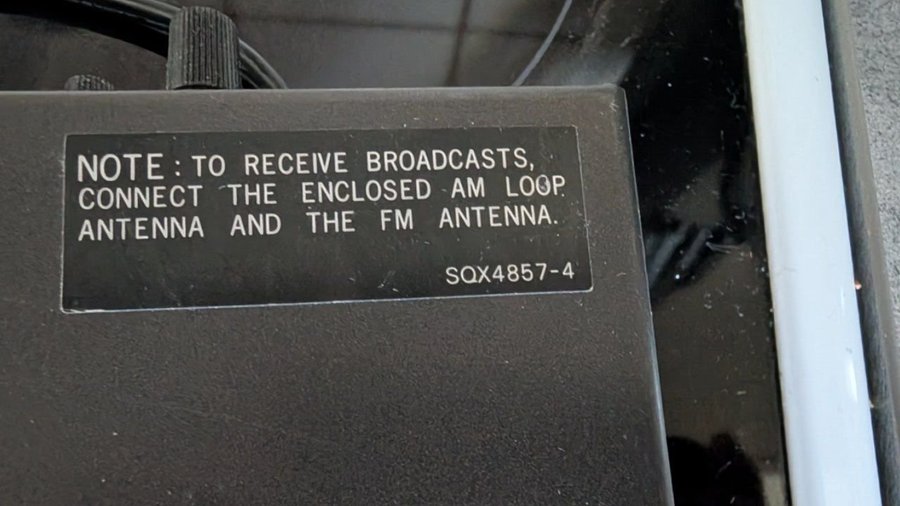 NOTE : TO RECEIVE BROADCASTS,
CONNECT THE ENCLOSED AM LOOP
ANTENNA AND THE FM ANTENNA.
SQX4857-4